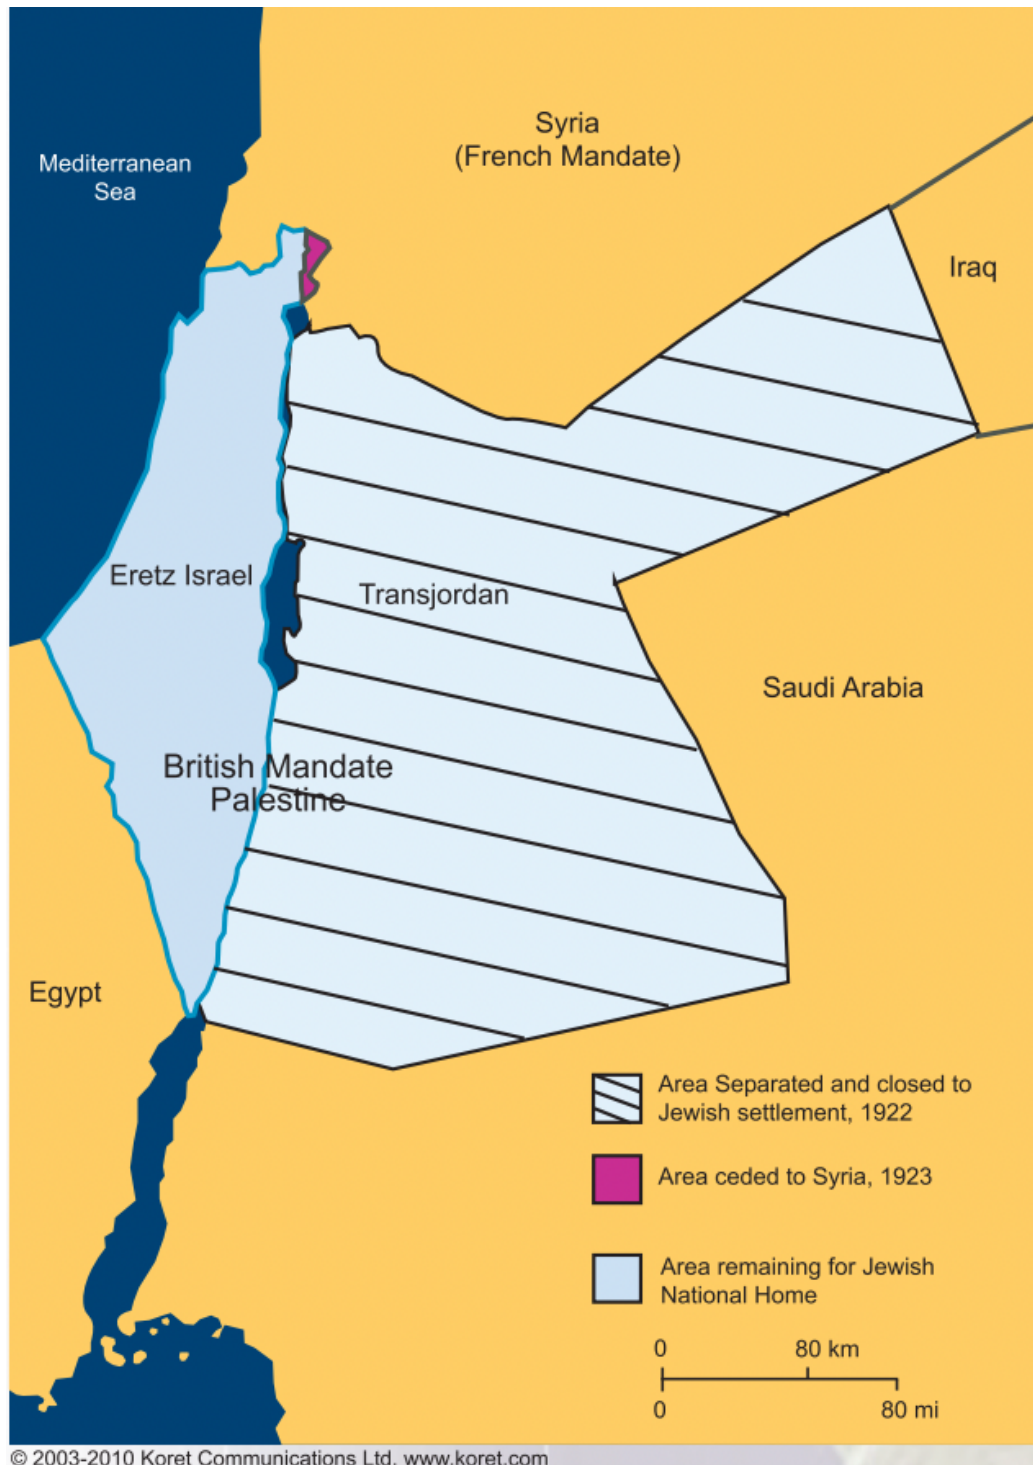 Syria
(French Mandate)
Mediterranean
Sea
Iraq
Eretz Israel
Transjordan
Saudi Arabia
British Mandate
Palestine
Egypt
Area Separated and closed to
Jewish settlement, 1922
Area ceded to Syria, 1923
Area remaining for Jewish
National Home
0 80 km
0 80 mi
© 2003-2010 Koret Communications Ltd. www.koret.com